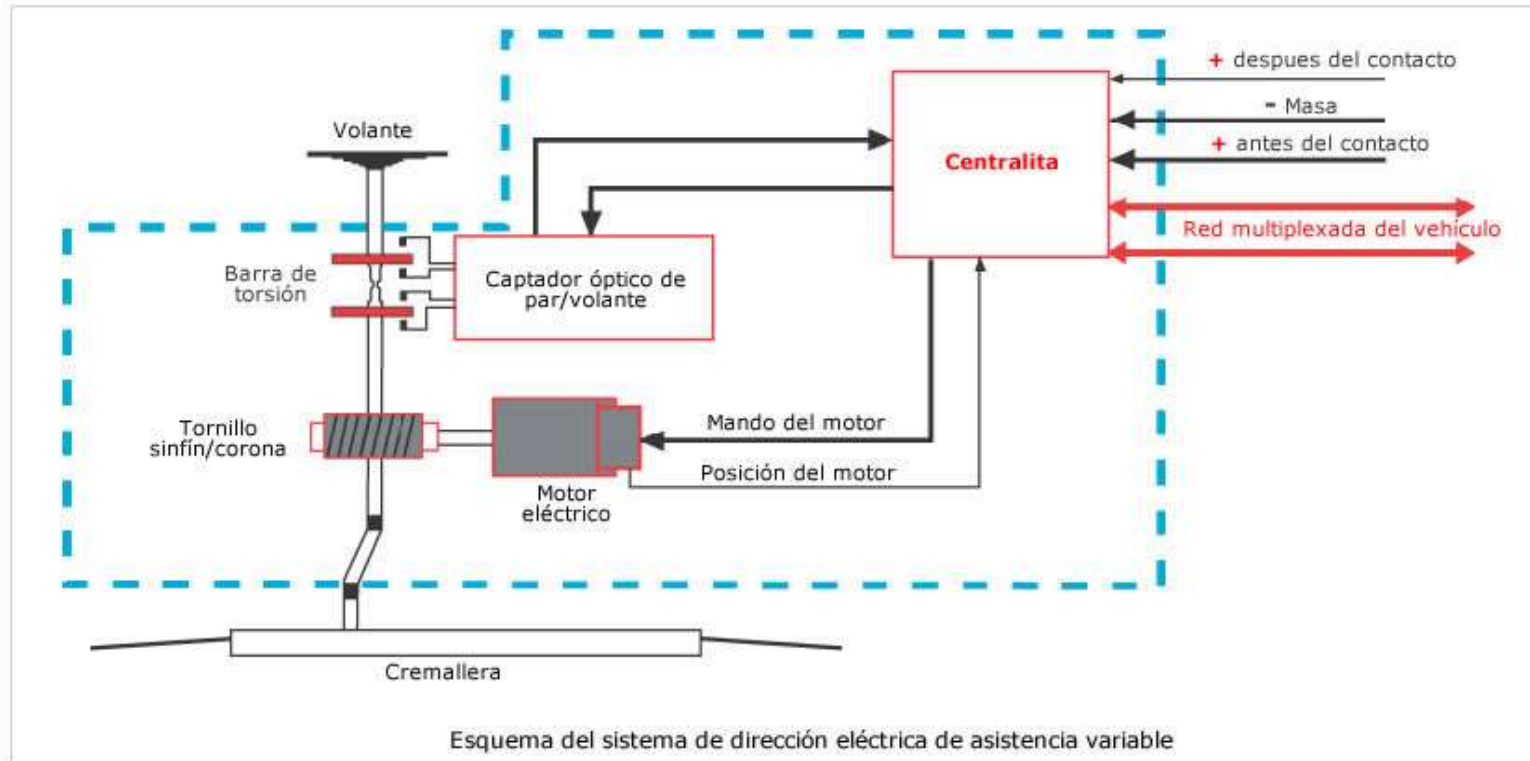 + despues del contacto
- Masa
+ antes del contacto
Volante
Centralita
Red multiplexada del vehículo
Barra de
torsión
Captador óptico de
par/volante
Tornillo
sinfín/corona
Mando del motor
Posición del motor
Motor
eléctrico
Cremallera
Esquema del sistema de dirección eléctrica de asistencia variable